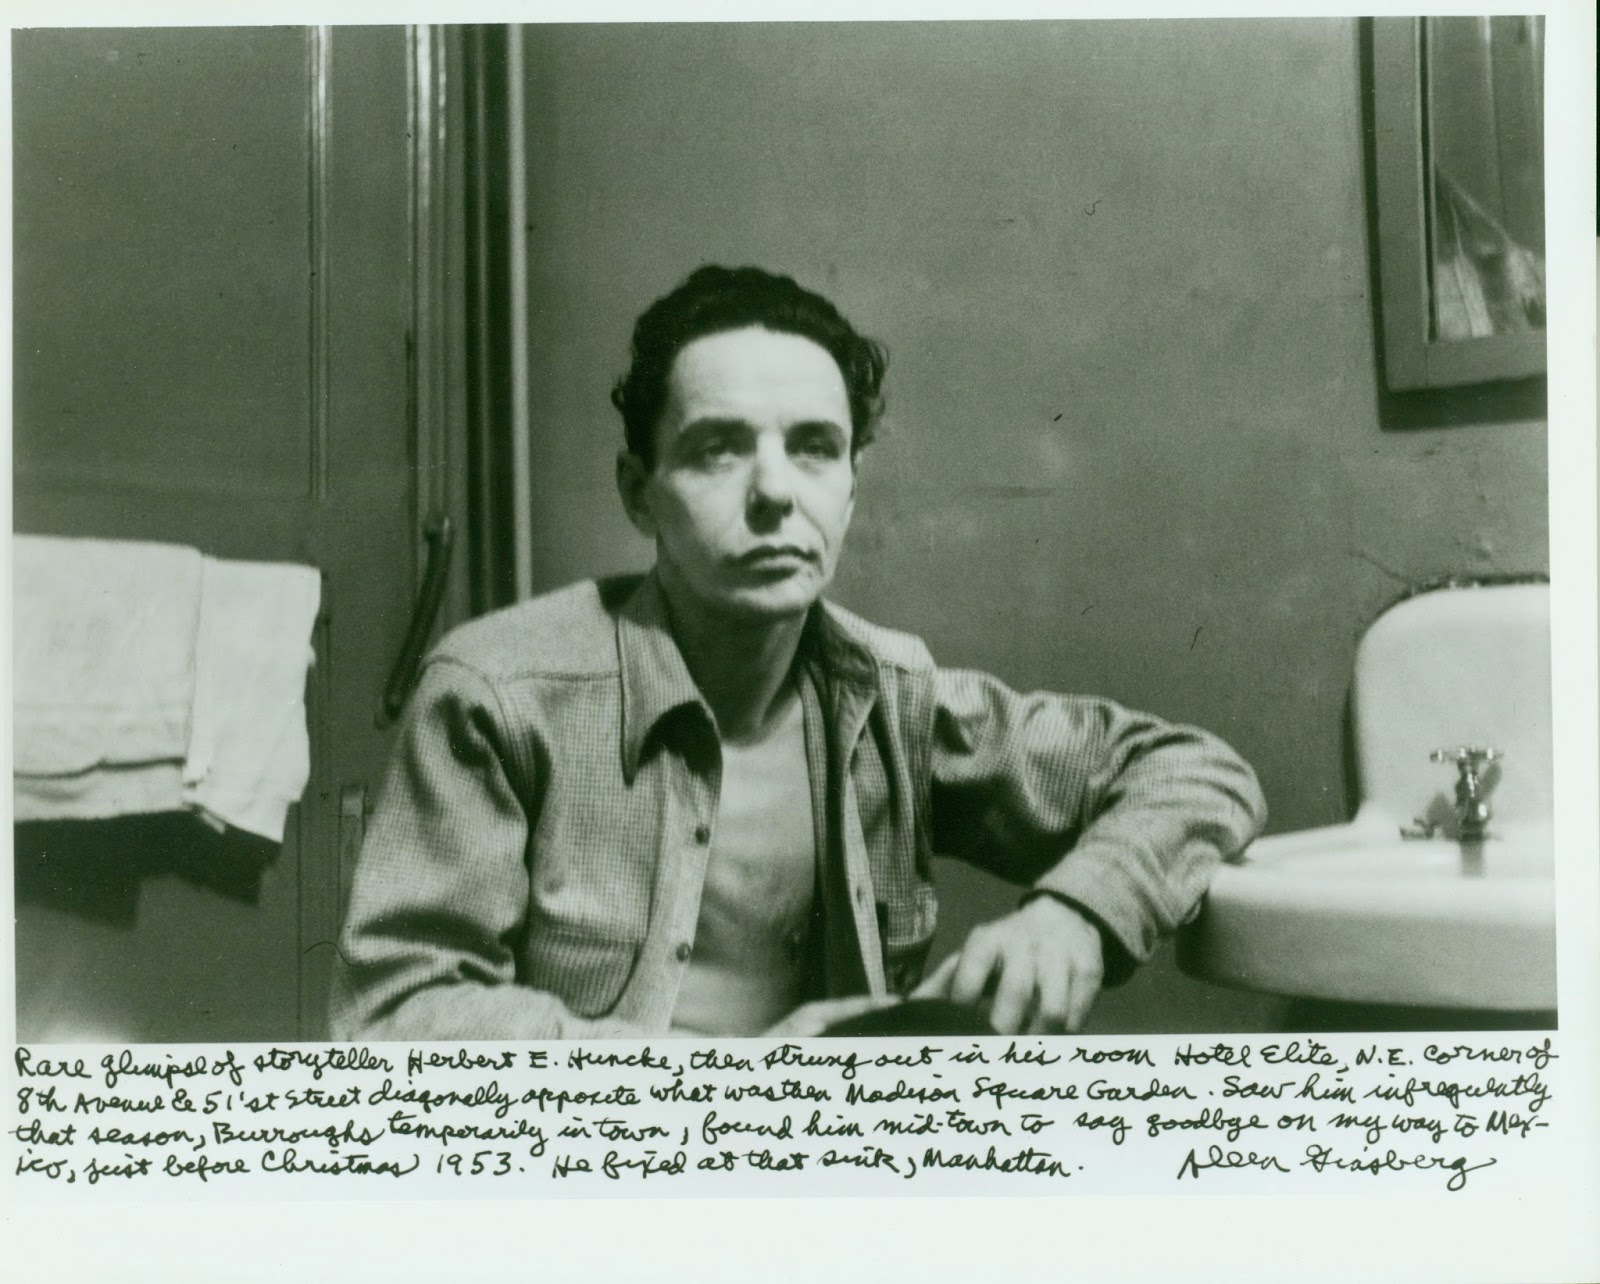 Rare glimpse of storyteller Herbert E. Huncke, then strung out in his room Hotel Elite, N.E. corner of
8th Avenue & 51'st Street diagonally opposite what was then Madison Square Garden. Saw him infrequently
that season, Burroughs temporarily in town, found him mid-town to say goodbye on my way to Mex-
ico, just before Christmas 1953. He fixed at that sink, Manhattan. Allen Ginsberg